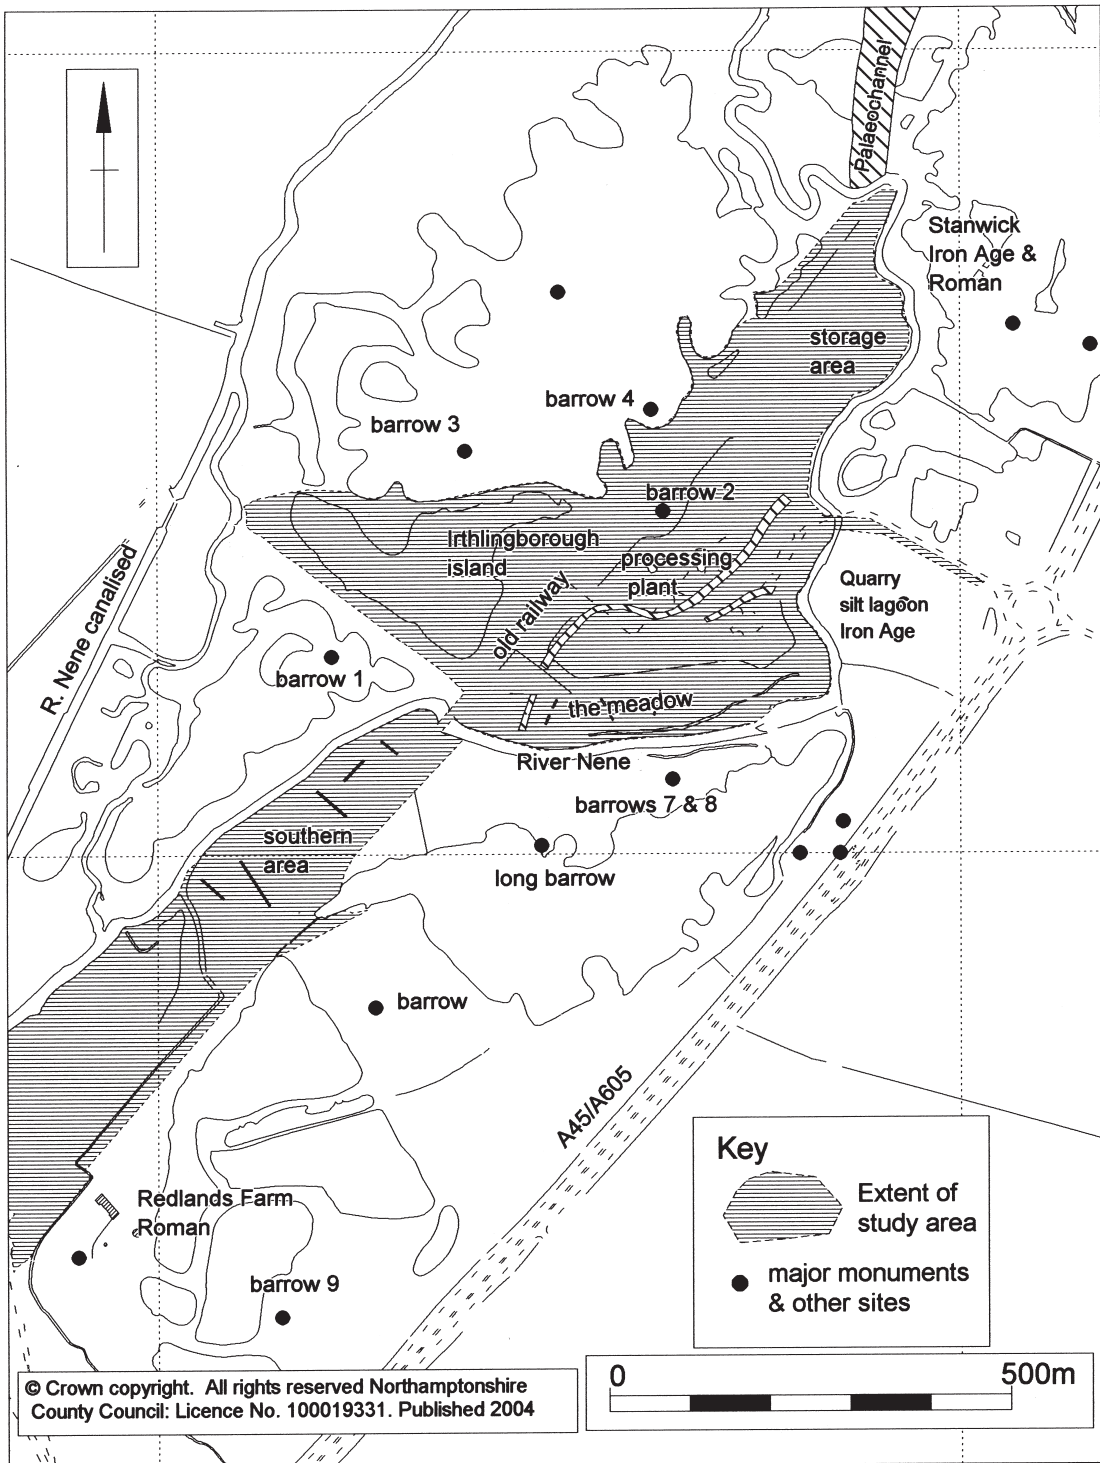 Palaeochannel
Stanwick
Iron Age &
Roman
storage
area
barrow 4
barrow 3
barrow 2
Irthlingborough
island
processing
plant
old railway
Quarry
silt lagoon
Iron Age
R. Nene canalised
barrow 1
the meadow
River Nene
barrows 7 & 8
southern
area
long barrow
barrow
A45/A605
Redlands Farm
Roman
barrow 9
Key
Extent of
study area
major monuments
& other sites
0
500m
© Crown copyright. All rights reserved Northamptonshire
County Council: Licence No. 100019331. Published 2004